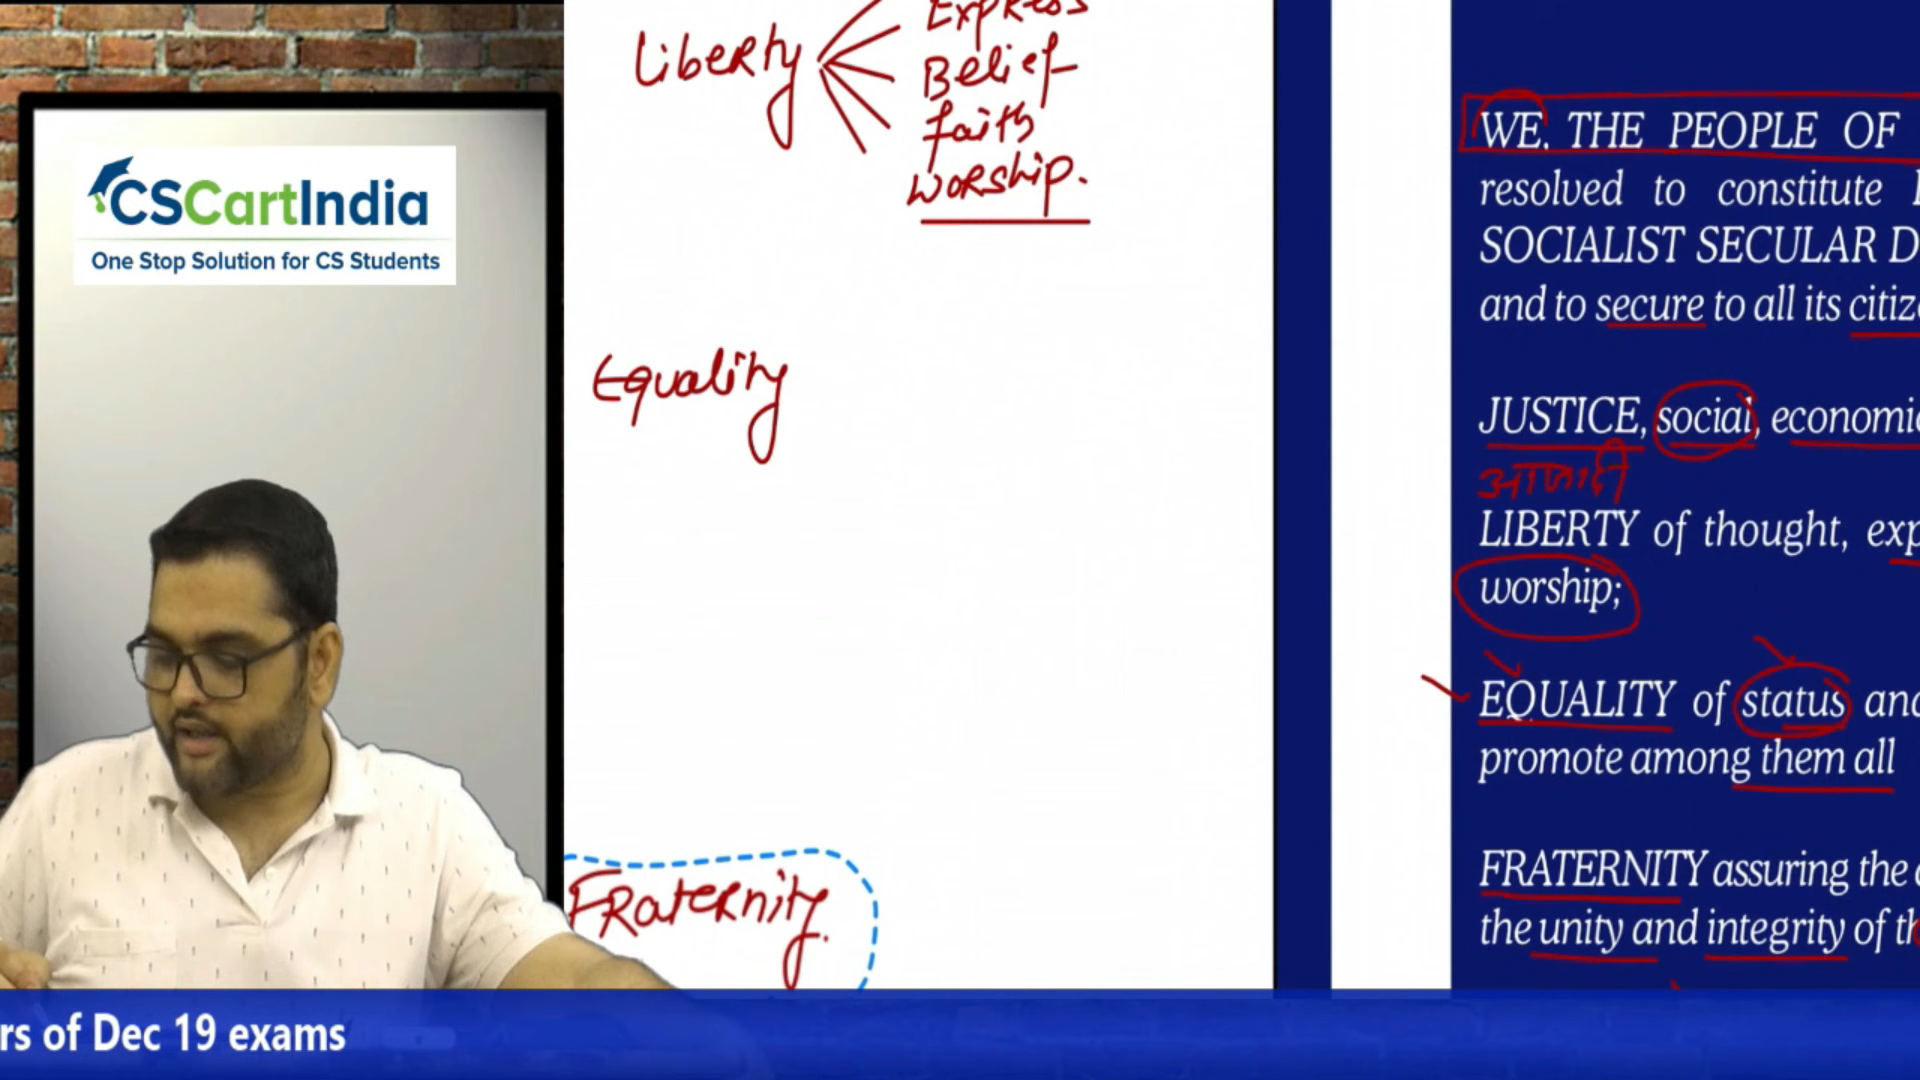 CSCartIndia
One Stop Solution for CS Students
Liberty
Express
Belief
faith
worship.
Equality
Fraternity.
WE, THE PEOPLE OF
resolved to constitute
SOCIALIST SECULAR D
and to secure to all its citize
JUSTICE, social, economic
आजादी
LIBERTY of thought, exp
worship;
EQUALITY of status and
promote among them all
FRATERNITY assuring the
the unity and integrity of th
rs of Dec 19 exams